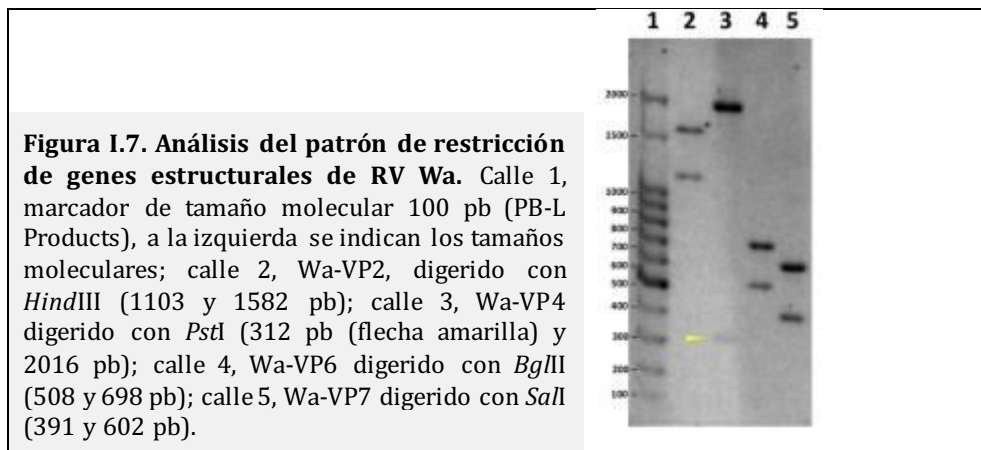 Figura I.7. Análisis del patrón de restricción
de genes estructurales de RV Wa. Calle 1,
marcador de tamaño molecular 100 pb (PB-L
Products), a la izquierda se indican los tamaños
moleculares; calle 2, Wa-VP2, digerido con
HindIII (1103 y 1582 pb); calle 3, Wa-VP4
digerido con PstI (312 pb (flecha amarilla) y
2016 pb); calle 4, Wa-VP6 digerido con BglII
(508 y 698 pb); calle 5, Wa-VP7 digerido con SalI
(391 y 602 pb).
1 2 3 4 5
2000
1500
1000
900
800
700
600
500
400
300
200
100